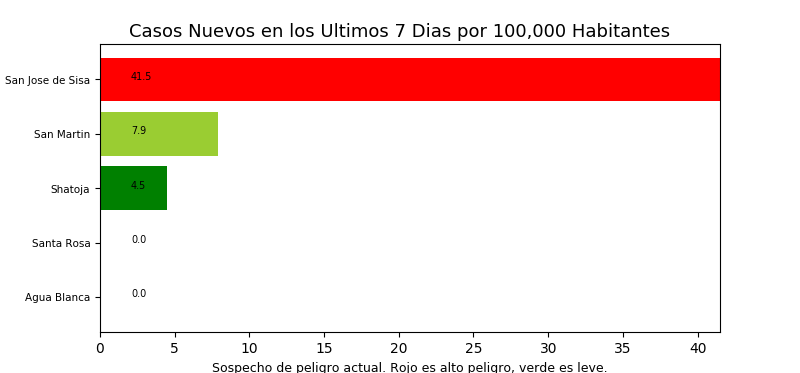 Casos Nuevos en los Ultimos 7 Dias por 100,000 Habitantes
San Jose de Sisa 41.5
San Martin 7.9
Shatoja 4.5
Santa Rosa 0.0
Agua Blanca 0.0
0 5 10 15 20 25 30 35 40
Sospecho de peligro actual. Rojo es alto peligro, verde es leve.